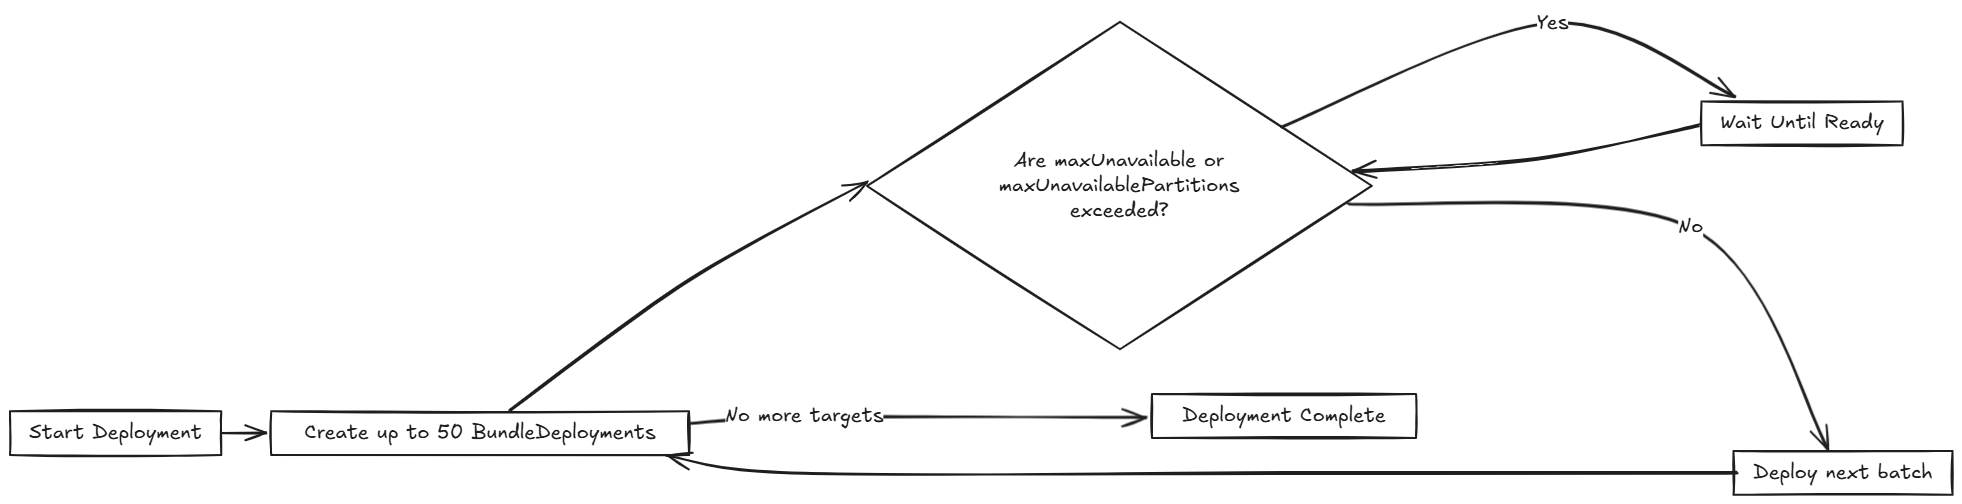 Yes
Wait Until Ready
Are maxUnavailable or
maxUnavailablePartitions
exceeded?
No
No more targets
Deployment Complete
Start Deployment
Create up to 50 BundleDeployments
Deploy next batch